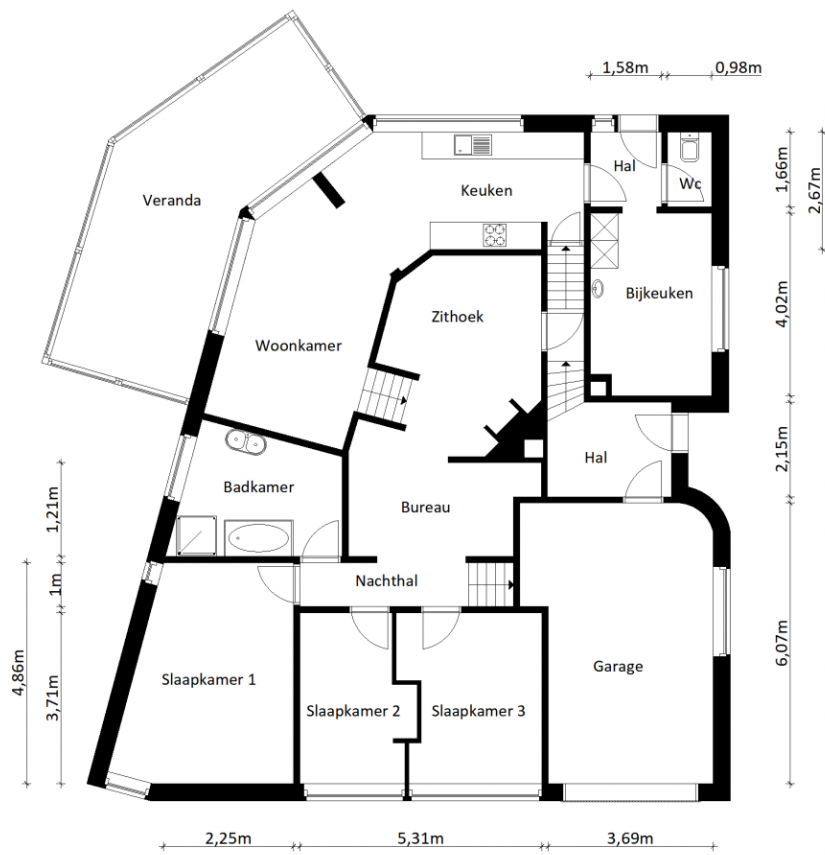 1,58m
0,98m
Hal
Wc
1,66m
2,67m
Keuken
Veranda
Bijkeuken
4,02m
Zithoek
Woonkamer
Hal
2,15m
Badkamer
1,21m
Bureau
1m
Nachthal
4,86m
3,71m
Slaapkamer 1
Slaapkamer 2
Slaapkamer 3
Garage
6,07m
2,25m
5,31m
3,69m